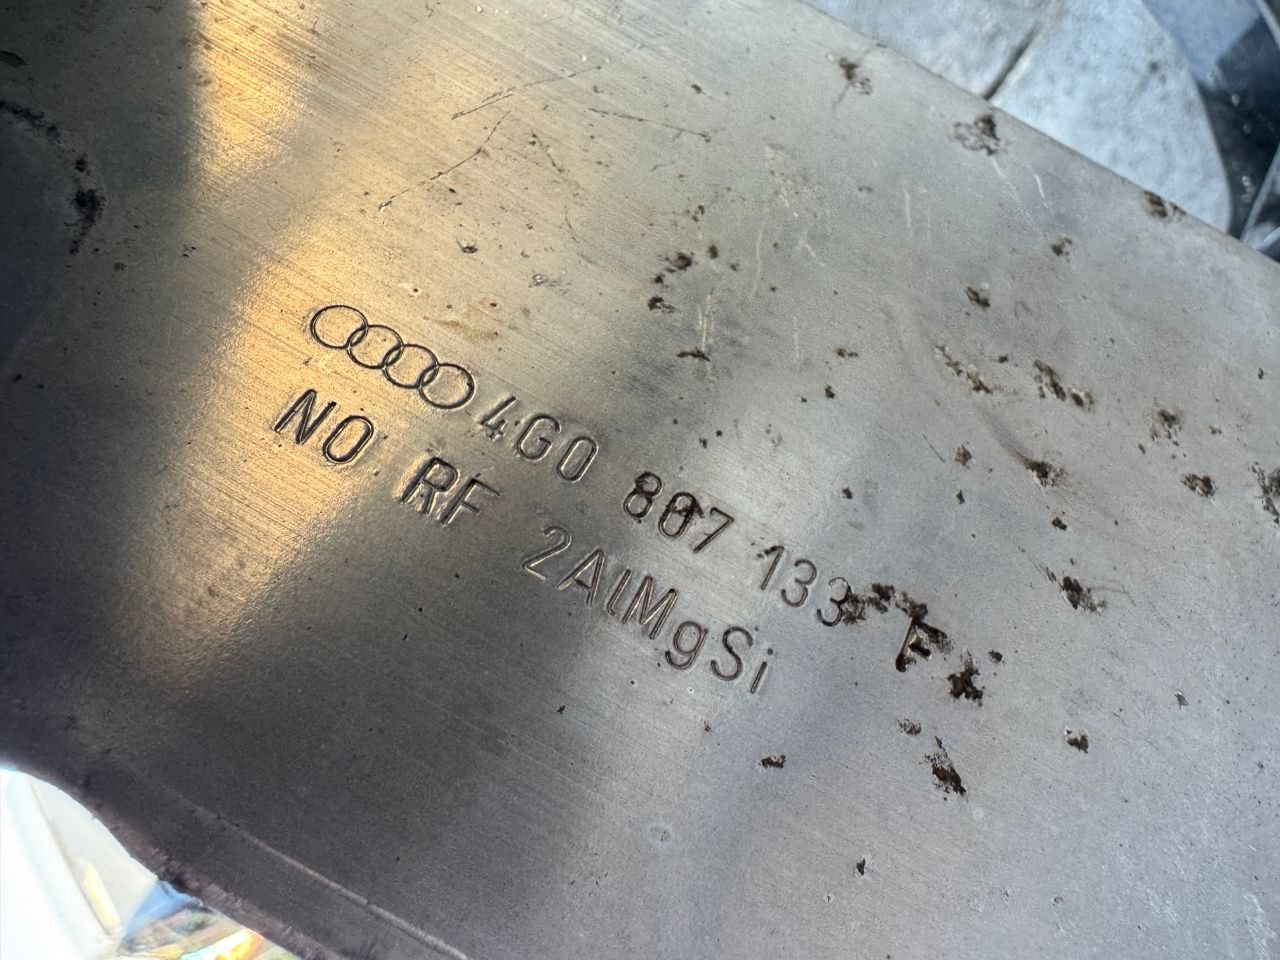 4G0 807 133 F
NO RF 2AlMgSi